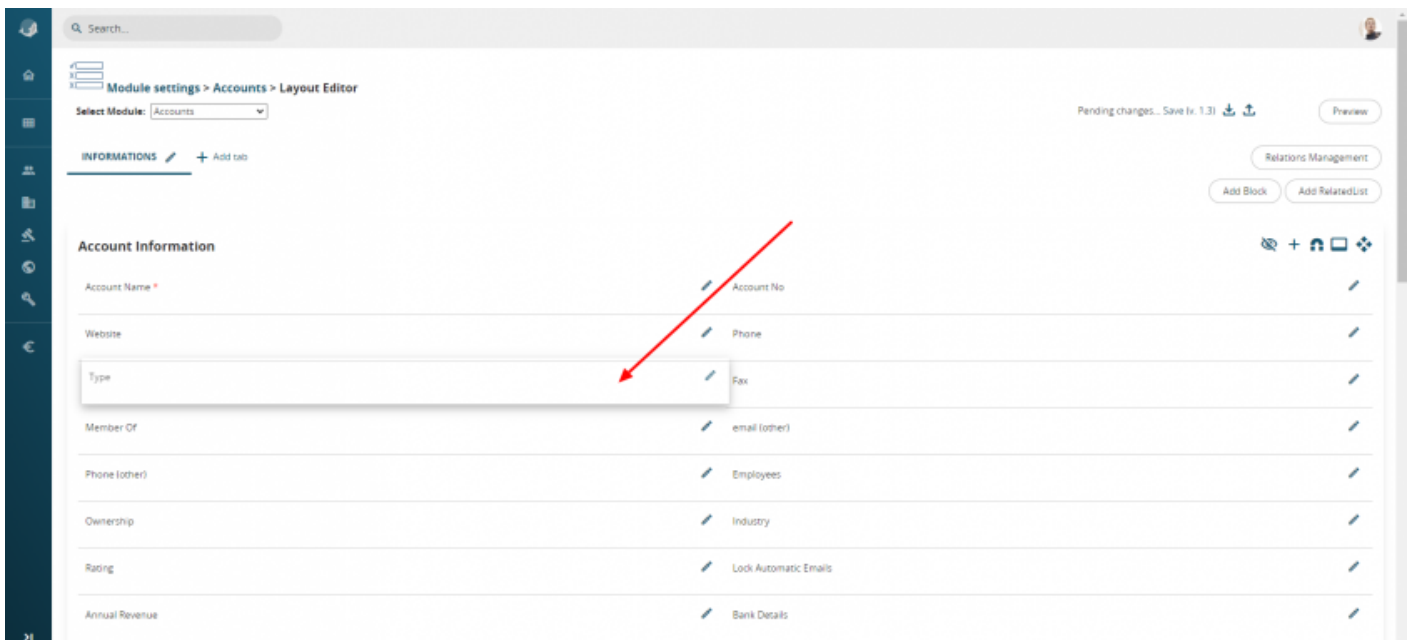 Search...
Module settings > Accounts > Layout Editor
Select Module: Accounts
Pending changes... Save (v. 1.3)
Preview
INFORMATIONS
+ Add tab
Relations Management
Add Block
Add RelatedList
Account Information
Account Name *
Account No
Website
Phone
Type
Fax
Member Of
email (other)
Phone (other)
Employees
Ownership
Industry
Rating
Lock Automatic Emails
Annual Revenue
Bank Details